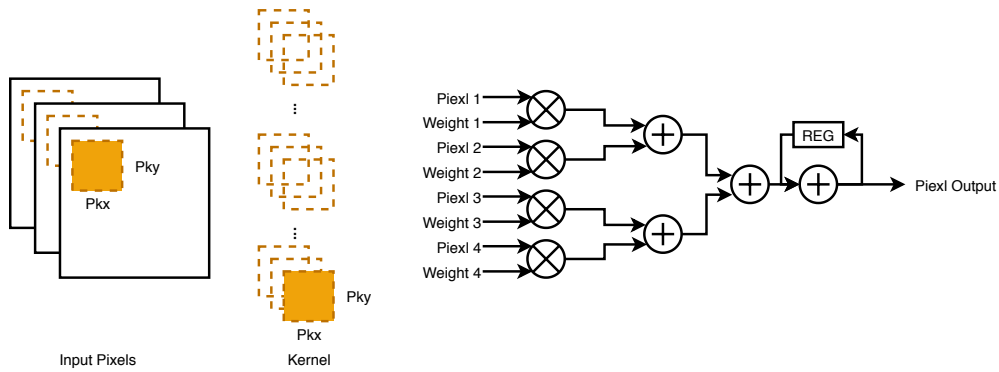 Pky
Pkx
Input Pixels
...
...
Pky
Pkx
Kernel
Piexl 1
Weight 1
Piexl 2
Weight 2
Piexl 3
Weight 3
Piexl 4
Weight 4
REG
Piexl Output